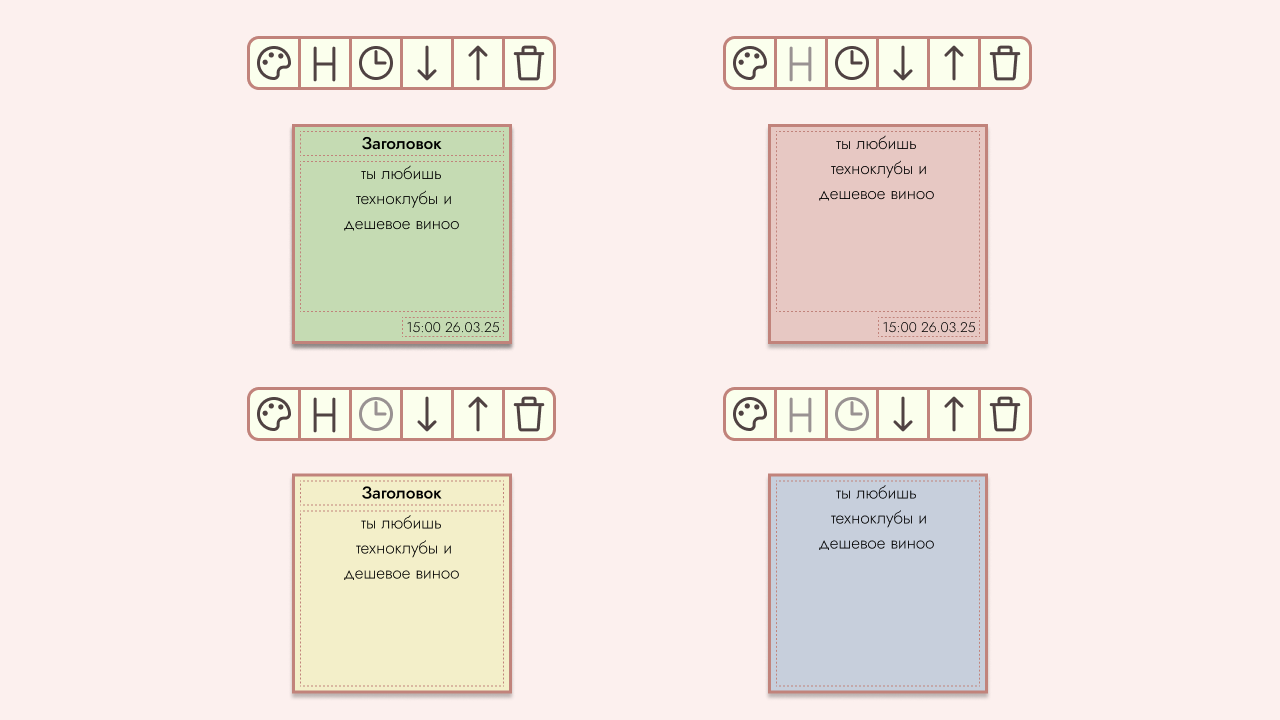 H
H
Заголовок
ты любишь
техноклубы и
дешевое виноо
15:00 26.03.25
ты любишь
техноклубы и
дешевое виноо
15:00 26.03.25
H
H
Заголовок
ты любишь
техноклубы и
дешевое виноо
ты любишь
техноклубы и
дешевое виноо